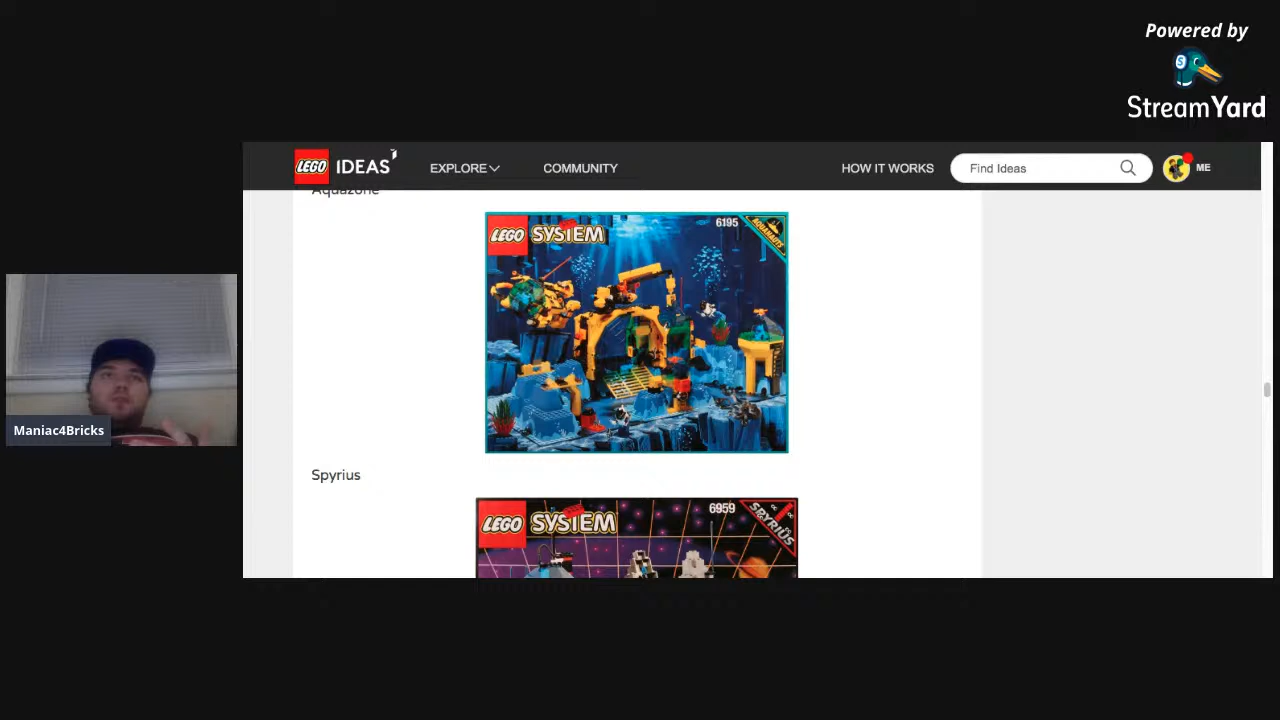 Powered by
StreamYard
LEGO IDEAS
EXPLORE
COMMUNITY
HOW IT WORKS
Find Ideas
ME
Aquazone
LEGO SYSTEM
6195
AQUANAUTS
Maniac4Bricks
Spyrius
LEGO SYSTEM
6959
SPYRIUS